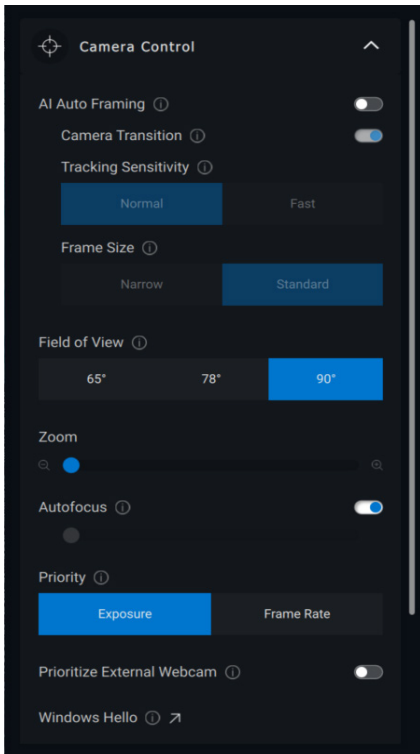 Camera Control
AI Auto Framing
Camera Transition
Tracking Sensitivity
Normal Fast
Frame Size
Narrow Standard
Field of View
65° 78° 90°
Zoom
Autofocus
Priority
Exposure Frame Rate
Prioritize External Webcam
Windows Hello